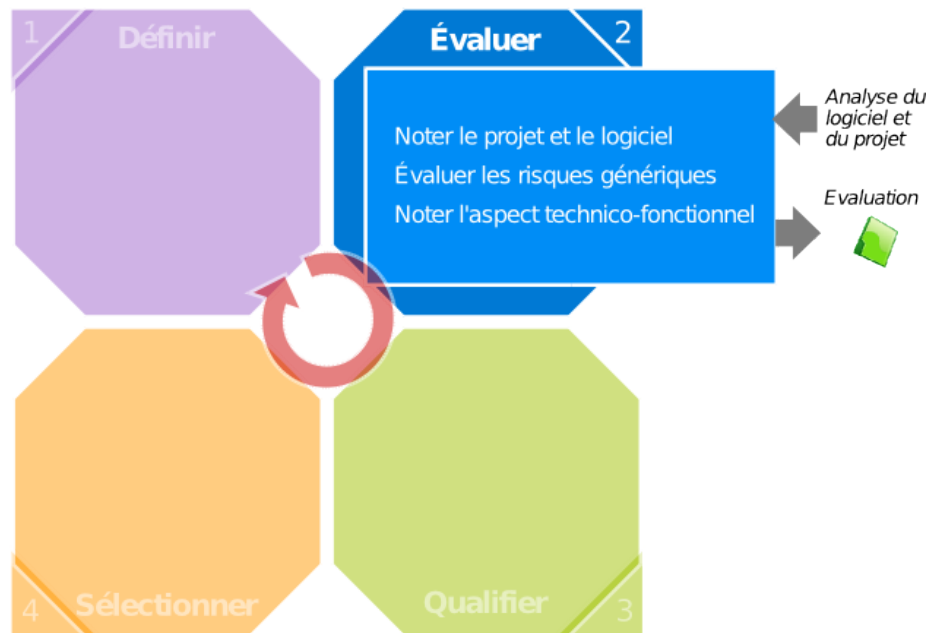 1
Définir
Évaluer
2
Noter le projet et le logiciel
Évaluer les risques génériques
Noter l'aspect technico-fonctionnel
Analyse du
logiciel et
du projet
Evaluation
4
Sélectionner
Qualifier
3